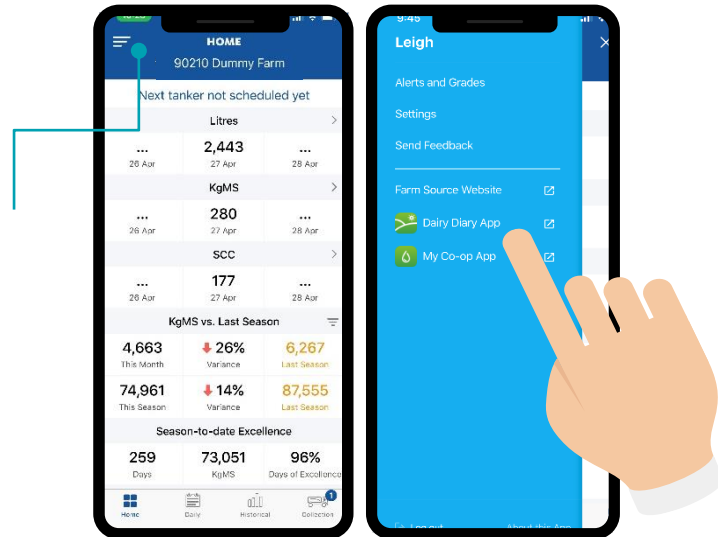 HOME
90210 Dummy Farm
Next tanker not scheduled yet
Litres
... 2,443 ...
26 Apr 27 Apr 28 Apr
KgMS
... 280 ...
26 Apr 27 Apr 28 Apr
SCC
... 177 ...
26 Apr 27 Apr 28 Apr
KgMS vs. Last Season
4,663 26% 6,267
This Month Variance Last Season
74,961 14% 87,555
This Season Variance Last Season
Season-to-date Excellence
259 73,051 96%
Days KgMS Days of Excellence
1
Home Daily Historical Collection
9:45
Leigh
Alerts and Grades
Settings
Send Feedback
Farm Source Website
Dairy Diary App
My Co-op App
Log out About this App